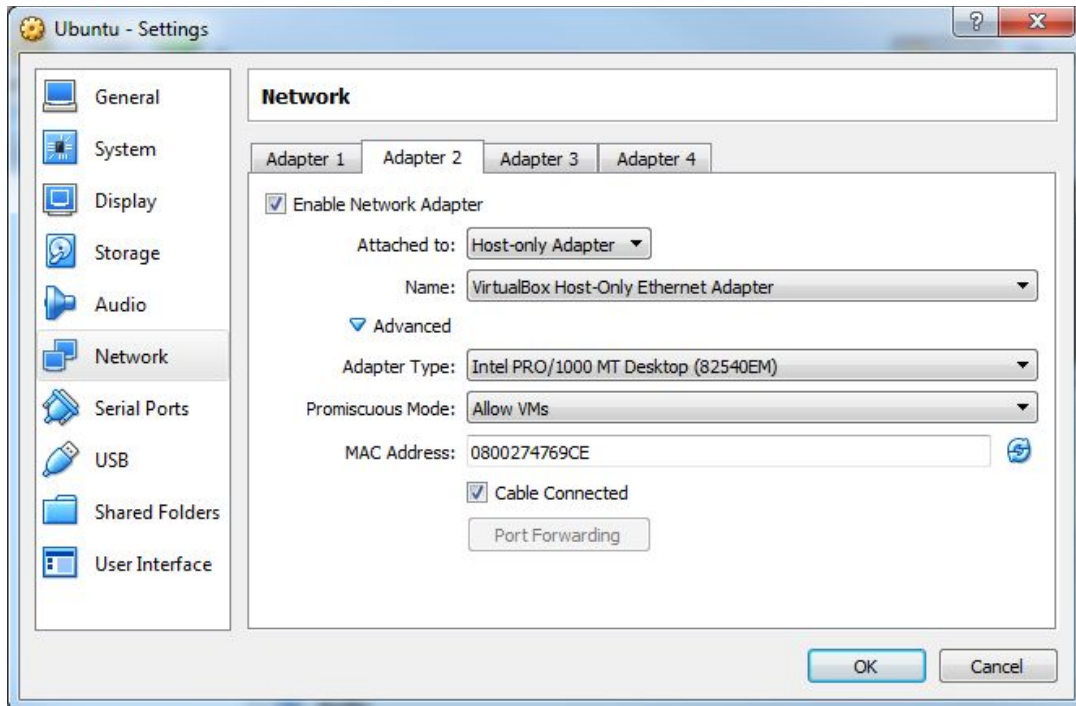 Ubuntu - Settings
General
System
Display
Storage
Audio
Network
Serial Ports
USB
Shared Folders
User Interface
Network
Adapter 1 Adapter 2 Adapter 3 Adapter 4
Enable Network Adapter
Attached to: Host-only Adapter
Name: VirtualBox Host-Only Ethernet Adapter
Advanced
Adapter Type: Intel PRO/1000 MT Desktop (82540EM)
Promiscuous Mode: Allow VMs
MAC Address: 0800274769CE
Cable Connected
Port Forwarding
OK Cancel